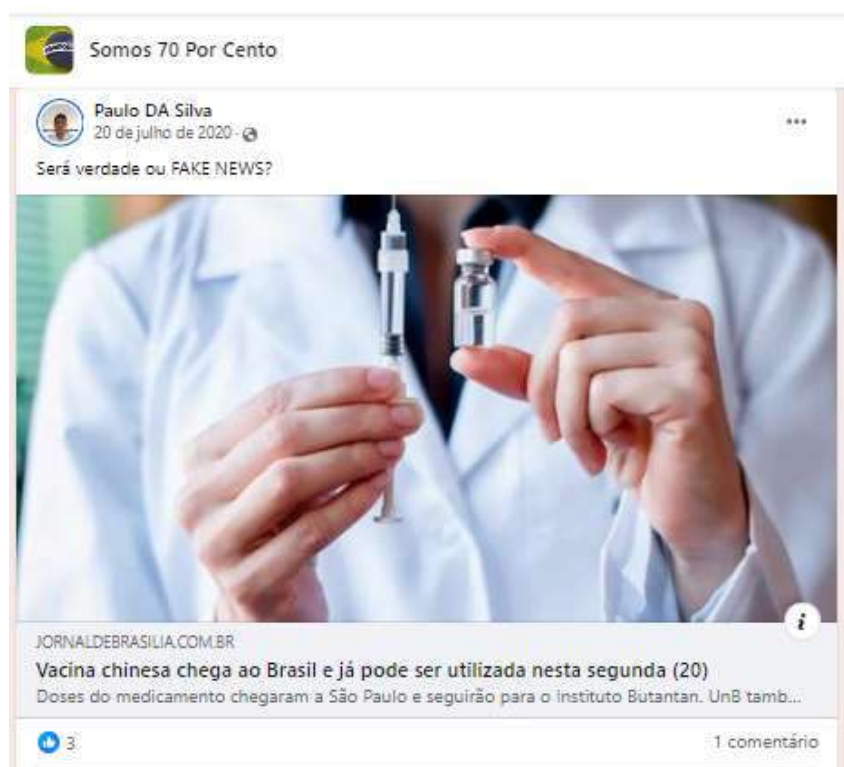 Somos 70 Por Cento
Paulo DA Silva
20 de julho de 2020 ·
Será verdade ou FAKE NEWS?
JORNALDEBRASILIA.COM.BR
Vacina chinesa chega ao Brasil e já pode ser utilizada nesta segunda (20)
Doses do medicamento chegaram a São Paulo e seguirão para o Instituto Butantan. UnB tamb...
3
1 comentário